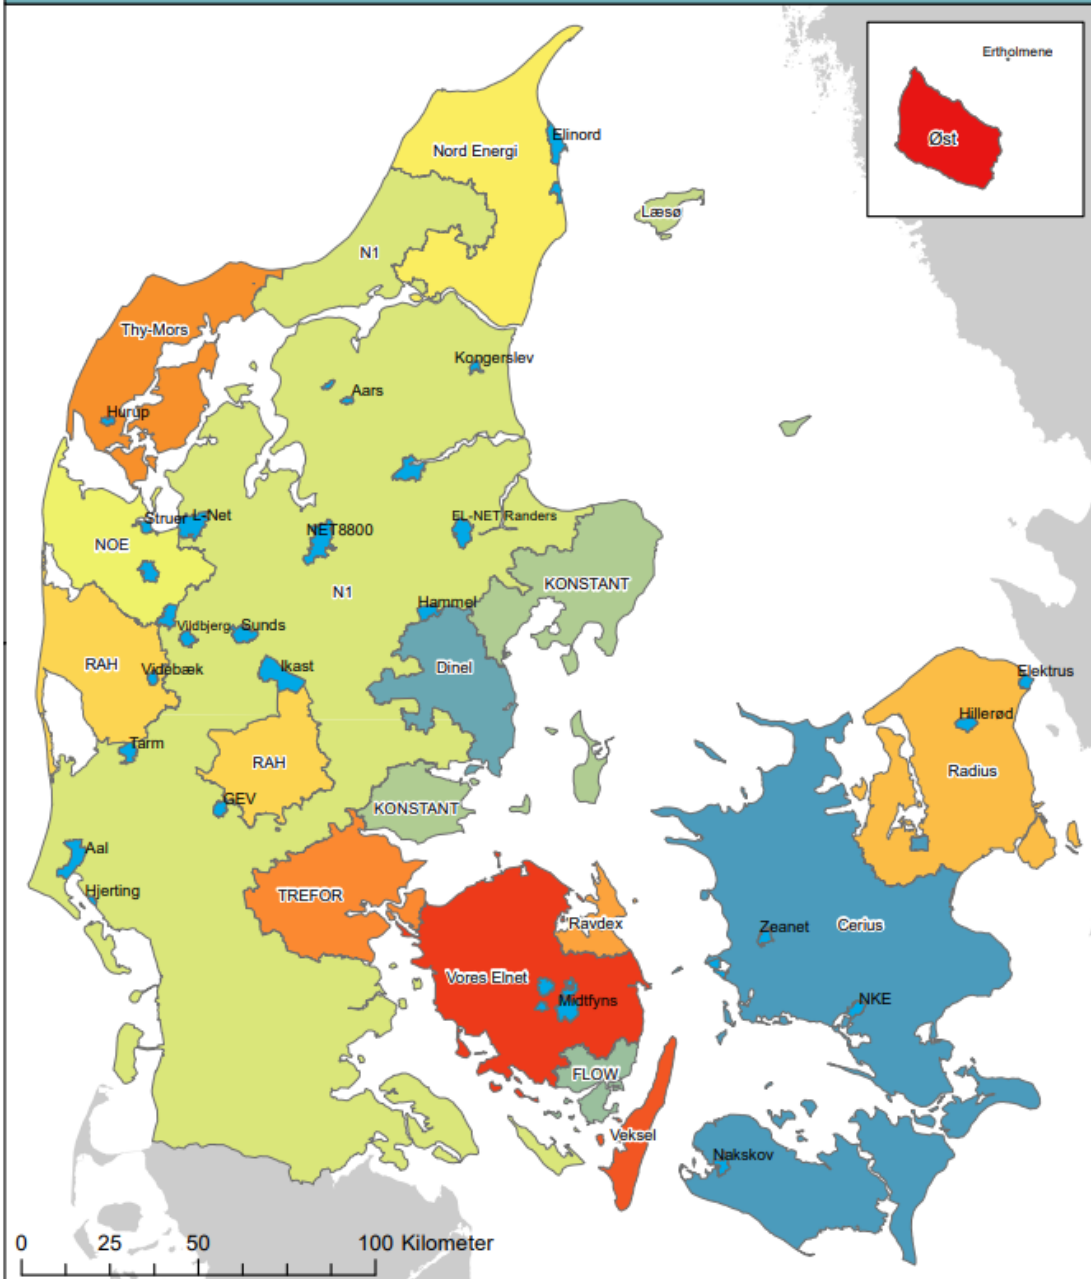 Ertholmene
Øst
Elinord
Nord Energi
Læsø
N1
Thy-Mors
Kongerslev
Aars
Hurup
Struer
L-Net
EL-NET Randers
NET8800
NOE
KONSTANT
N1
Hammel
Vildbjerg
Sunds
RAH
Videbæk
Ikast
Dinel
Elektrus
Hillerød
Tarm
RAH
Radius
GEV
KONSTANT
Aal
Hjerting
TREFOR
Ravdex
Zeanet
Cerius
Vores Elnet
Midtfyns
NKE
FLOW
Veksel
Nakskov
0 25 50 100 Kilometer